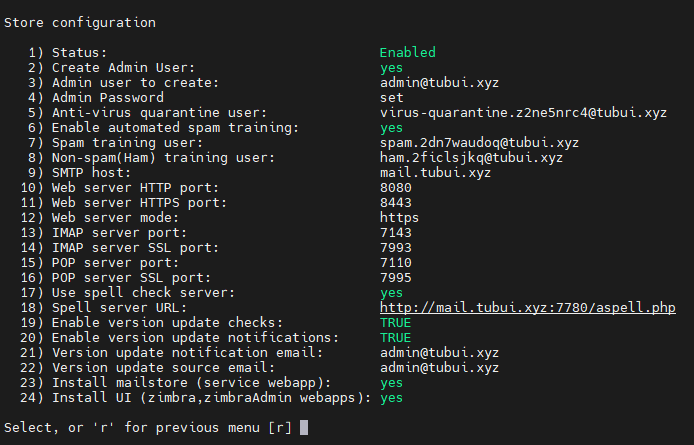 Store configuration
1) Status: Enabled
2) Create Admin User: yes
3) Admin user to create: admin@tubui.xyz
4) Admin Password set
5) Anti-virus quarantine user: virus-quarantine.z2ne5nrc4@tubui.xyz
6) Enable automated spam training: yes
7) Spam training user: spam.2dn7waudoq@tubui.xyz
8) Non-spam(Ham) training user: ham.2ficlsjkq@tubui.xyz
9) SMTP host: mail.tubui.xyz
10) Web server HTTP port: 8080
11) Web server HTTPS port: 8443
12) Web server mode: https
13) IMAP server port: 7143
14) IMAP server SSL port: 7993
15) POP server port: 7110
16) POP server SSL port: 7995
17) Use spell check server: yes
18) Spell server URL: http://mail.tubui.xyz:7780/aspell.php
19) Enable version update checks: TRUE
20) Enable version update notifications: TRUE
21) Version update notification email: admin@tubui.xyz
22) Version update source email: admin@tubui.xyz
23) Install mailstore (service webapp): yes
24) Install UI (zimbra,zimbraAdmin webapps): yes
Select, or 'r' for previous menu [r]